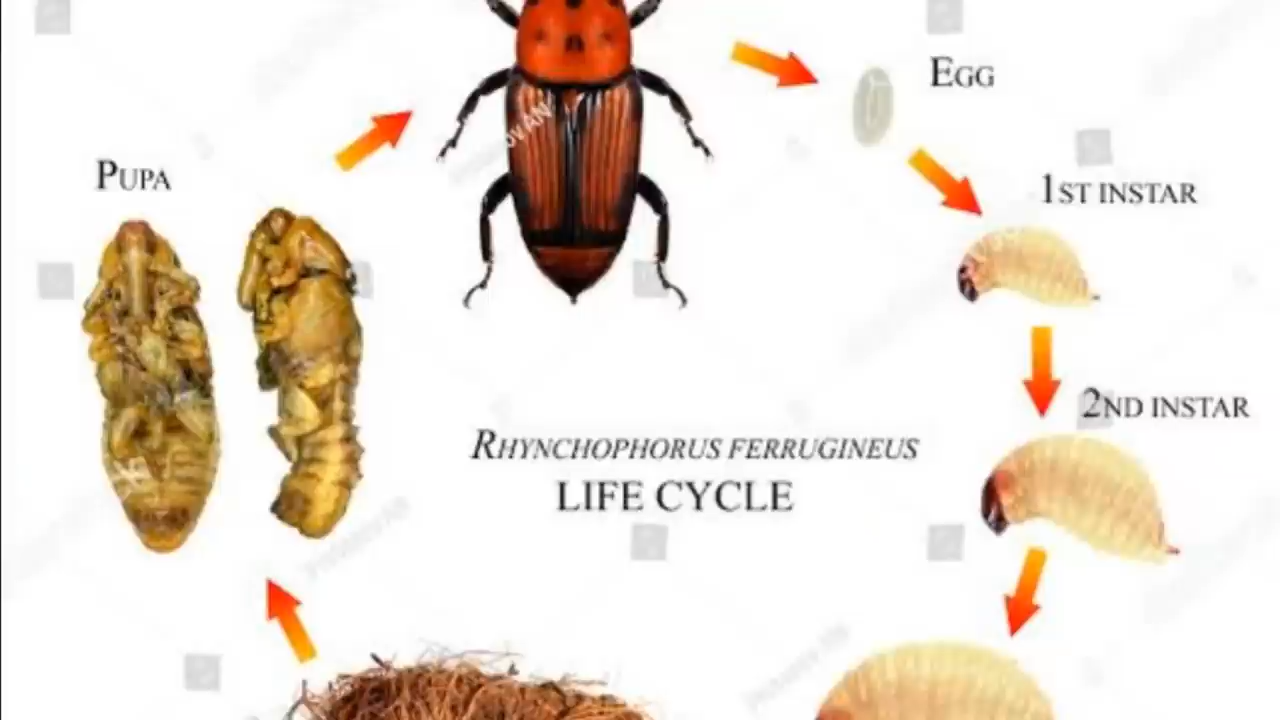 EGG
PUPA
1ST INSTAR
2ND INSTAR
RHYNCHOPHORUS FERRUGINEUS
LIFE CYCLE